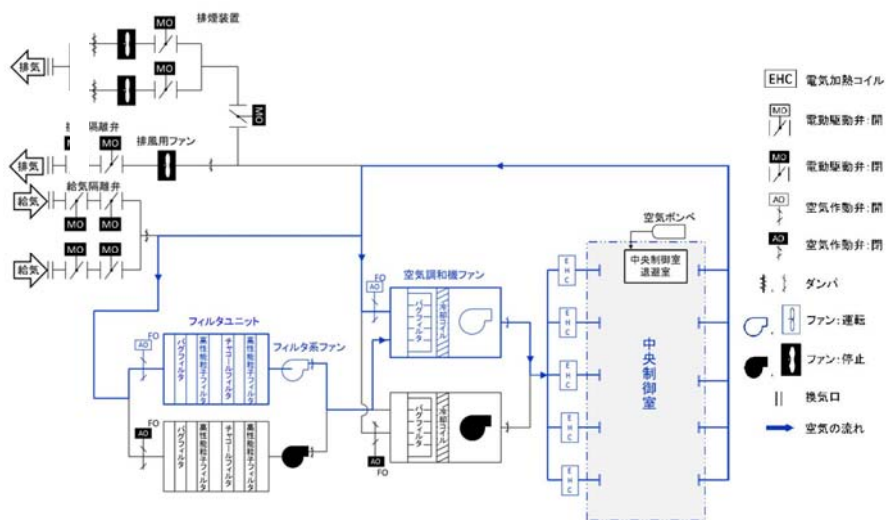 排煙装置
MO
MO
排気
MO
隔離弁
MO
排風用ファン
排気
給気隔離弁
給気
MO
MO
MO
MO
給気
空気ボンベ
中央制御室
退避室
中央制御室
EHC
EHC
EHC
EHC
EHC
FO
AO
空気調和機ファン
バグフィルタ
冷却コイル
フィルタユニット
フィルタ系ファン
FO
AO
バグフィルタ
高性能粒子フィルタ
チャコールフィルタ
高性能粒子フィルタ
FO
AO
バグフィルタ
高性能粒子フィルタ
チャコールフィルタ
高性能粒子フィルタ
バグフィルタ
冷却コイル
AO
FO
EHC 電気加熱コイル
MO 電動駆動弁:開
MO 電動駆動弁:閉
AO 空気作動弁:開
AO 空気作動弁:閉
ダンパ
ファン:運転
ファン:停止
換気口
空気の流れ